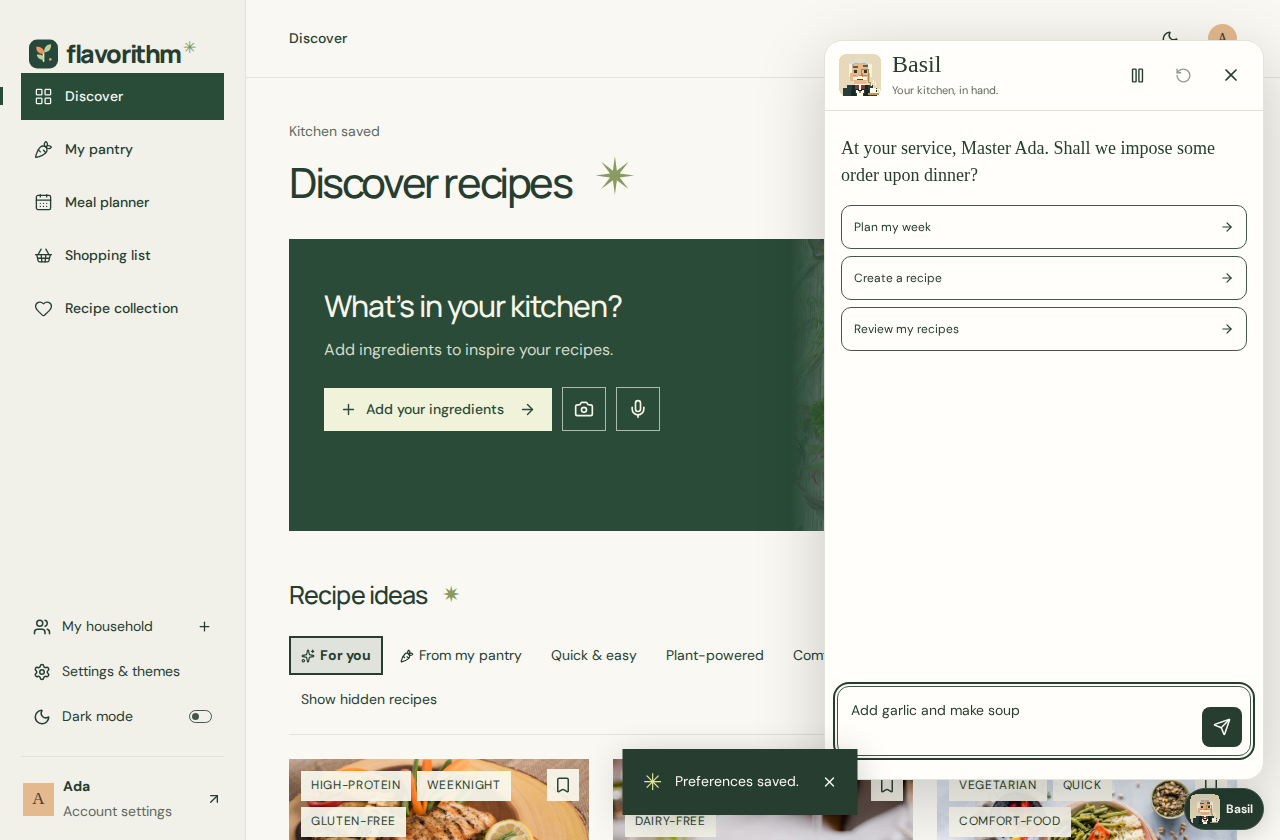 flavorithm
Discover
My pantry
Meal planner
Shopping list
Recipe collection
My household
Settings & themes
Dark mode
A
Ada
Account settings
Discover
A
Kitchen saved
Discover recipes
What's in your kitchen?
Add ingredients to inspire your recipes.
Add your ingredients
Recipe ideas
For you
From my pantry
Quick & easy
Plant-powered
Show hidden recipes
HIGH-PROTEIN
WEEKNIGHT
GLUTEN-FREE
DAIRY-FREE
VEGETARIAN
QUICK
COMFORT-FOOD
Preferences saved.
Basil
Your kitchen, in hand.
At your service, Master Ada. Shall we impose some
order upon dinner?
Plan my week
Create a recipe
Review my recipes
Add garlic and make soup
Basil